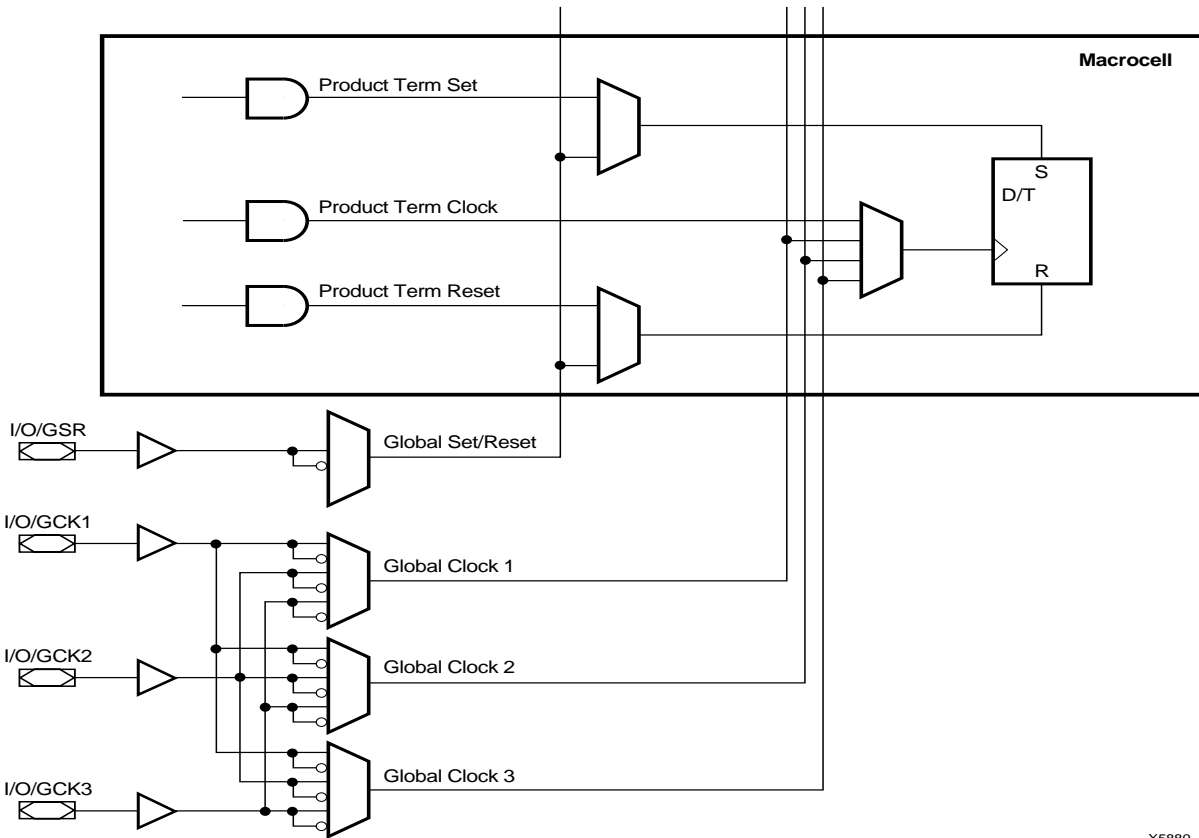 Macrocell
Product Term Set
S
D/T
Product Term Clock
R
Product Term Reset
I/O/GSR
Global Set/Reset
I/O/GCK1
Global Clock 1
I/O/GCK2
Global Clock 2
Global Clock 3
I/O/GCK3
X5880